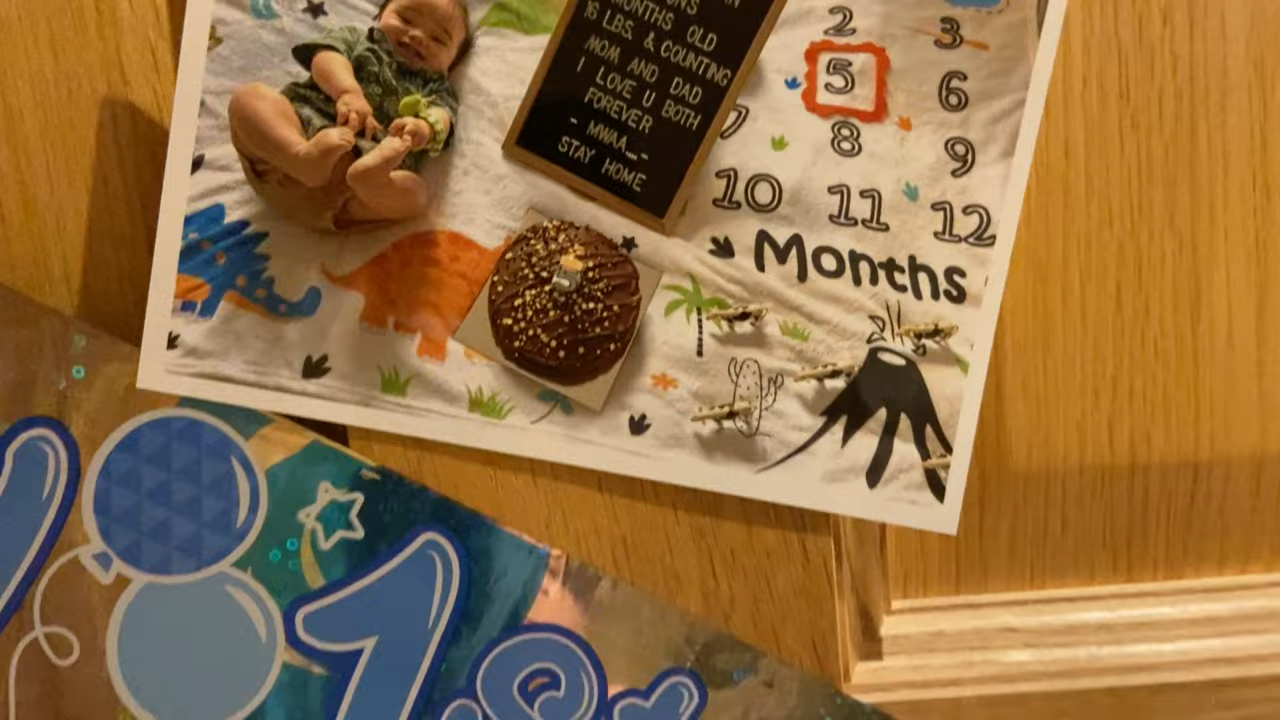 MONTHS OLD
16 LBS. & COUNTING
MOM AND DAD
I LOVE U BOTH
FOREVER
- MWAA... -
STAY HOME
2 3
5 6
7 8 9
10 11 12
Months
1